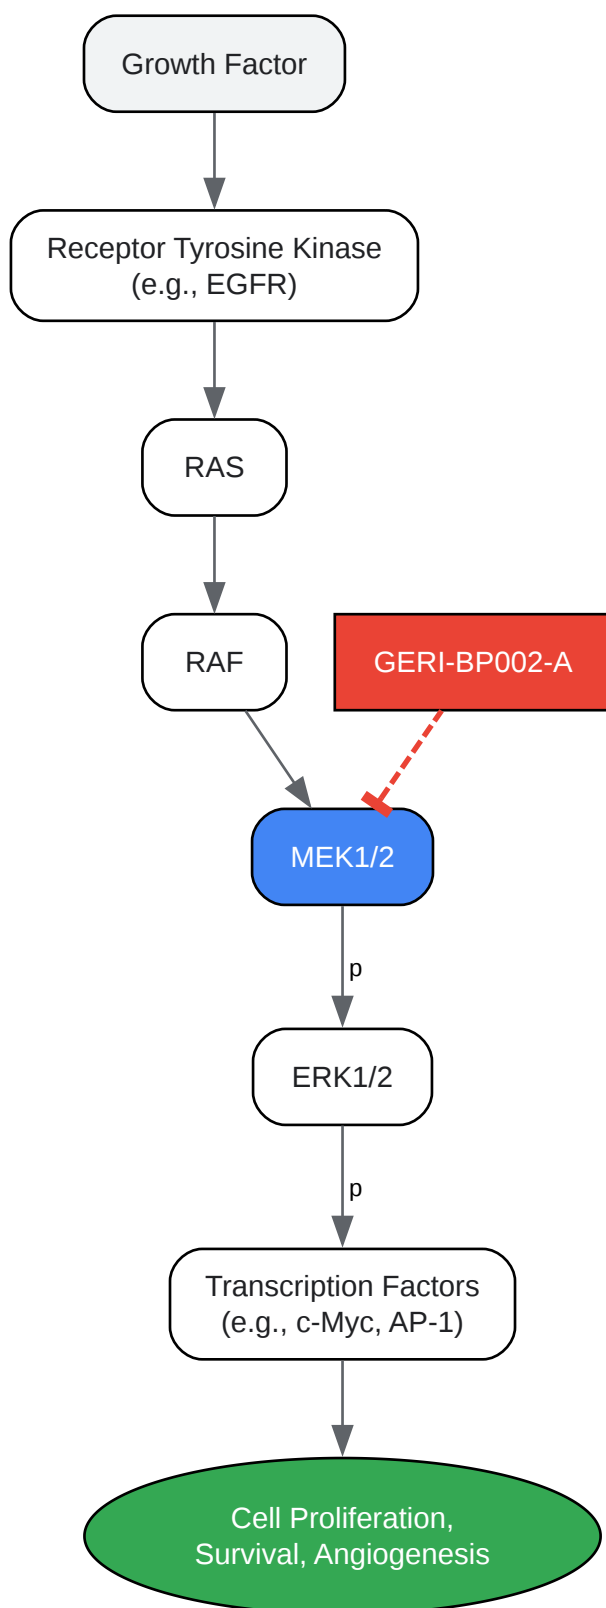 Growth Factor
Receptor Tyrosine Kinase
(e.g., EGFR)
RAS
RAF
GERI-BP002-A
MEK1/2
p
ERK1/2
p
Transcription Factors
(e.g., c-Myc, AP-1)
Cell Proliferation,
Survival, Angiogenesis